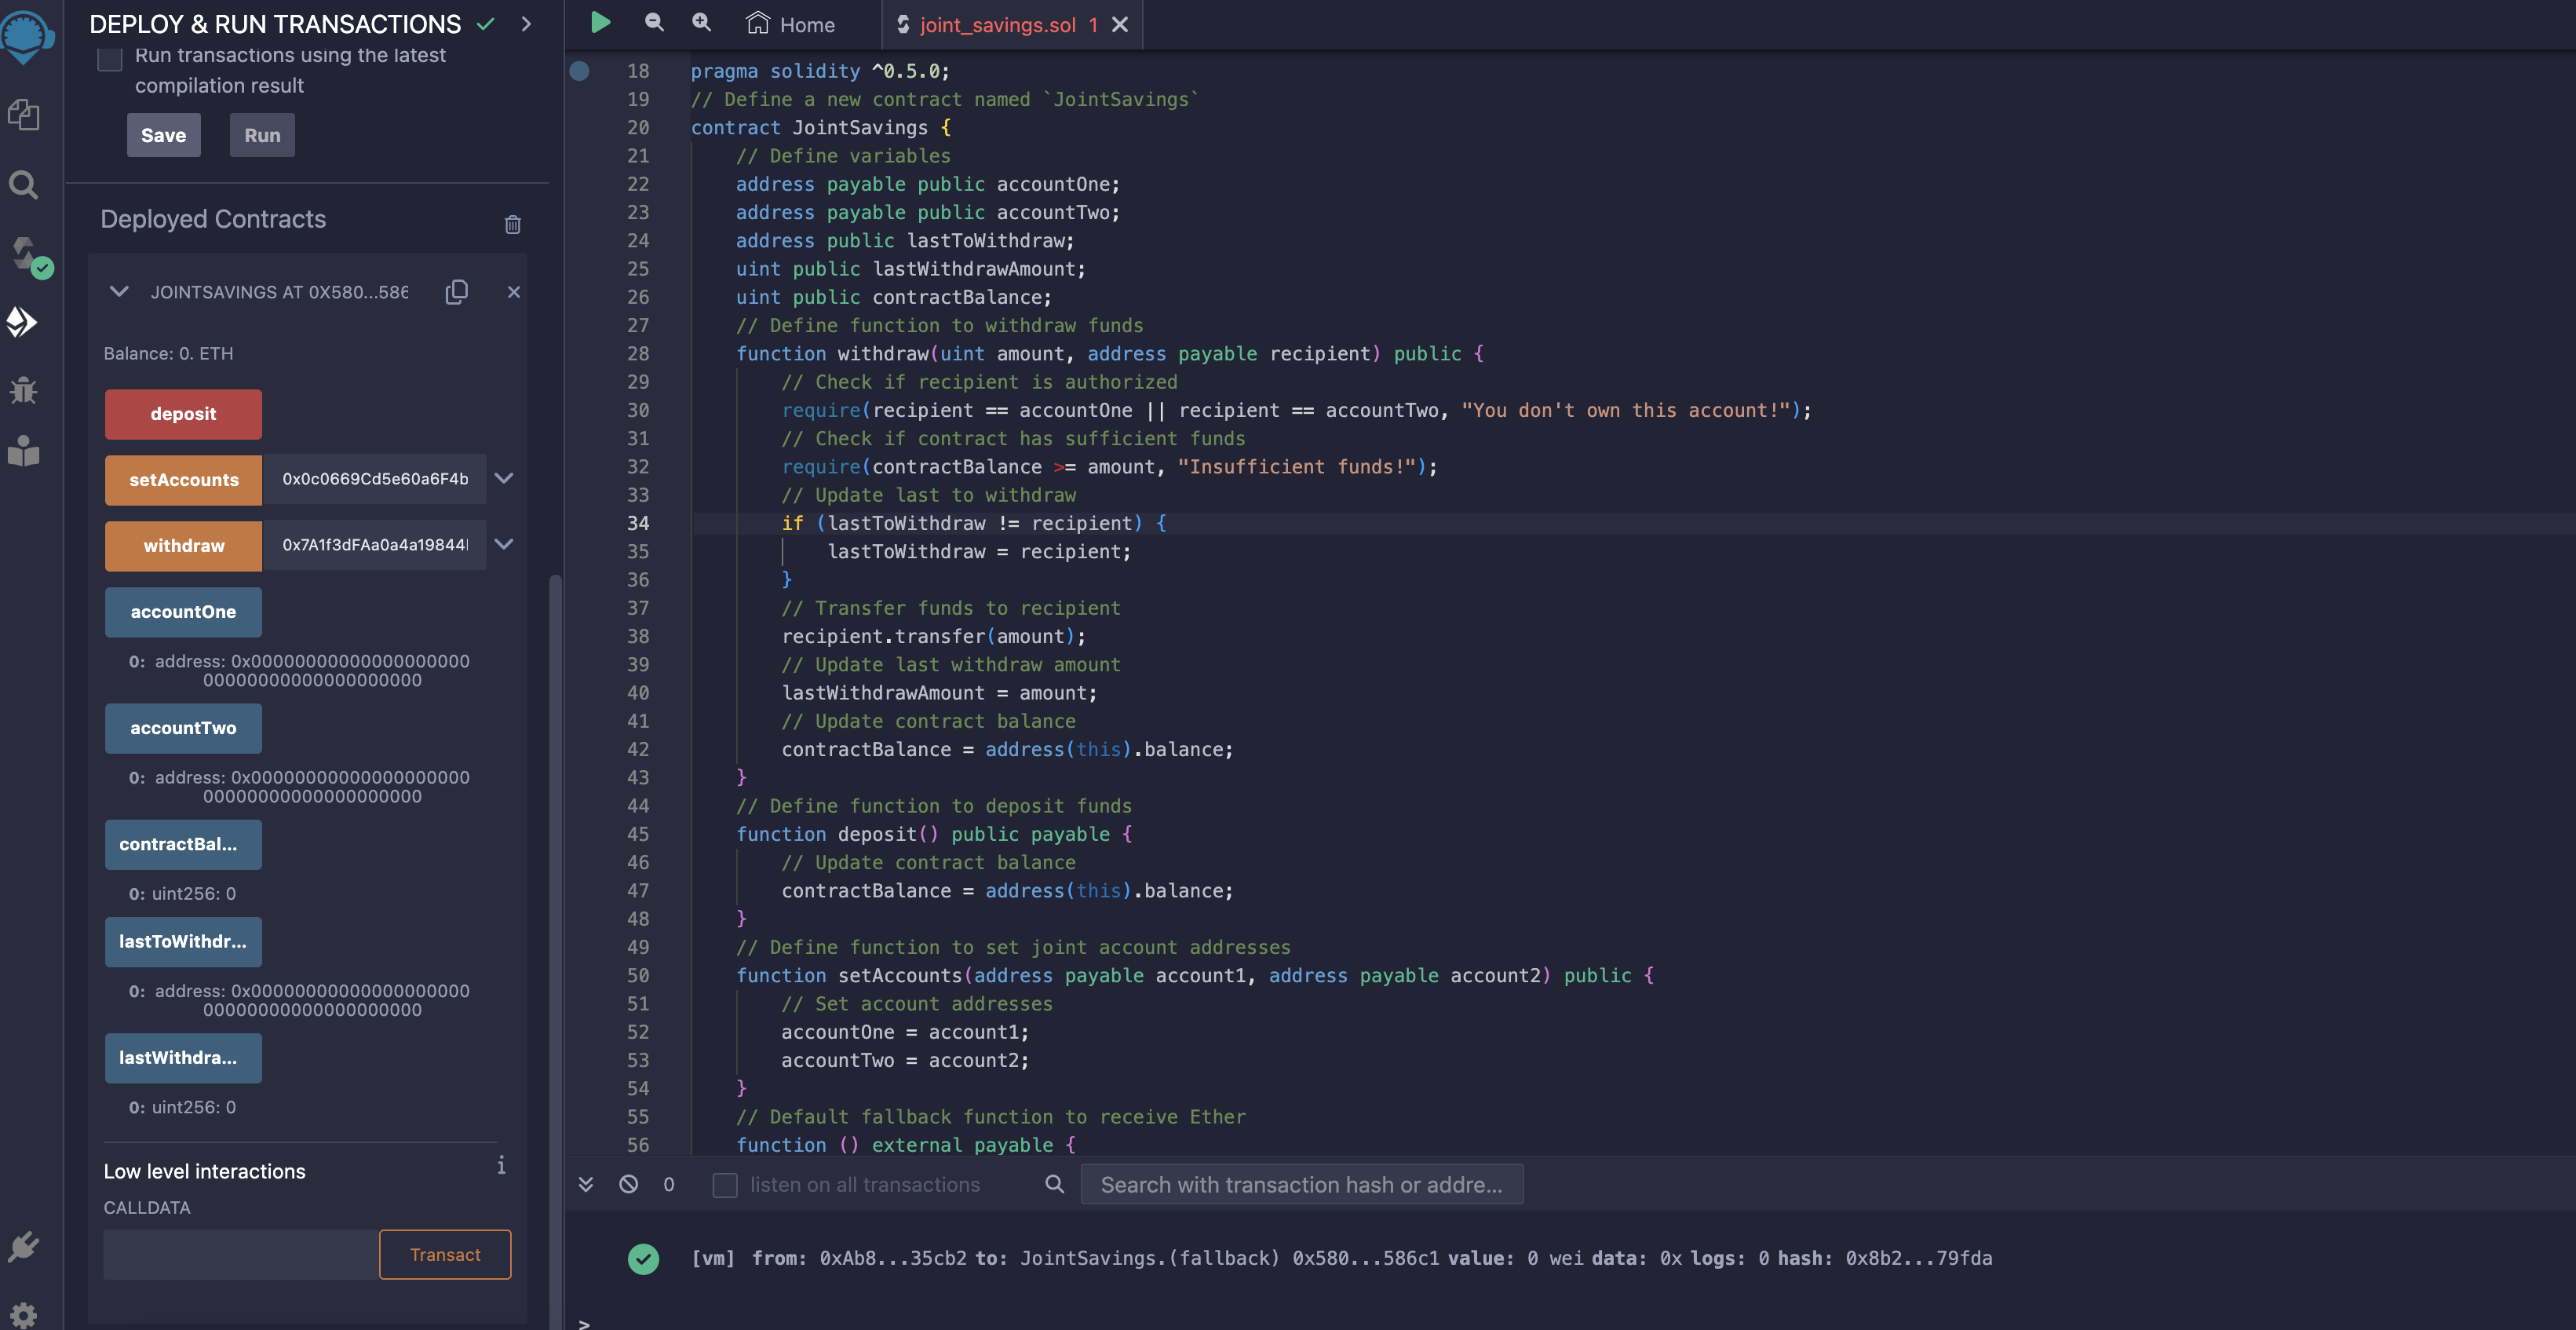 DEPLOY & RUN TRANSACTIONS
Run transactions using the latest
compilation result
Save
Run
Deployed Contracts
JOINTSAVINGS AT 0X580...586
Balance: 0. ETH
deposit
setAccounts 0x0c0669Cd5e60a6F4b
withdraw 0x7A1f3dFAa0a4a19844
accountOne
0: address: 0x00000000000000000000
00000000000000000000
accountTwo
0: address: 0x00000000000000000000
00000000000000000000
contractBal...
0: uint256: 0
lastToWithdr...
0: address: 0x00000000000000000000
00000000000000000000
lastWithdra...
0: uint256: 0
Low level interactions
i
CALLDATA
Transact
Home
joint_savings.sol 1
18 pragma solidity ^0.5.0;
19 // Define a new contract named `JointSavings`
20 contract JointSavings {
21 // Define variables
22 address payable public accountOne;
23 address payable public accountTwo;
24 address public lastToWithdraw;
25 uint public lastWithdrawAmount;
26 uint public contractBalance;
27 // Define function to withdraw funds
28 function withdraw(uint amount, address payable recipient) public {
29 // Check if recipient is authorized
30 require(recipient == accountOne || recipient == accountTwo, "You don't own this account!");
31 // Check if contract has sufficient funds
32 require(contractBalance >= amount, "Insufficient funds!");
33 // Update last to withdraw
34 if (lastToWithdraw != recipient) {
35 lastToWithdraw = recipient;
36 }
37 // Transfer funds to recipient
38 recipient.transfer(amount);
39 // Update last withdraw amount
40 lastWithdrawAmount = amount;
41 // Update contract balance
42 contractBalance = address(this).balance;
43 }
44 // Define function to deposit funds
45 function deposit() public payable {
46 // Update contract balance
47 contractBalance = address(this).balance;
48 }
49 // Define function to set joint account addresses
50 function setAccounts(address payable account1, address payable account2) public {
51 // Set account addresses
52 accountOne = account1;
53 accountTwo = account2;
54 }
55 // Default fallback function to receive Ether
56 function () external payable {
0
listen on all transactions
Search with transaction hash or addre...
[vm] from: 0xAb8...35cb2 to: JointSavings.(fallback) 0x580...586c1 value: 0 wei data: 0x logs: 0 hash: 0x8b2...79fda
>